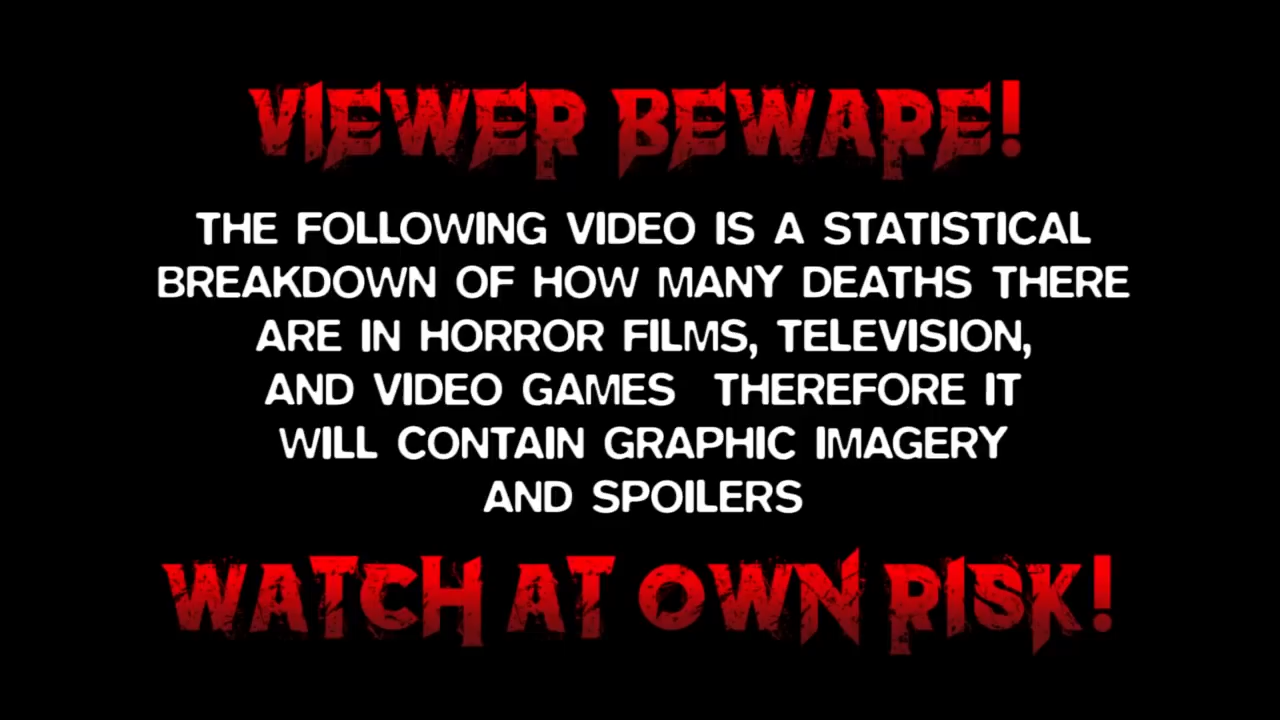 VIEWER BEWARE!
THE FOLLOWING VIDEO IS A STATISTICAL
BREAKDOWN OF HOW MANY DEATHS THERE
ARE IN HORROR FILMS, TELEVISION,
AND VIDEO GAMES  THEREFORE IT
WILL CONTAIN GRAPHIC IMAGERY
AND SPOILERS
WATCH AT OWN RISK!